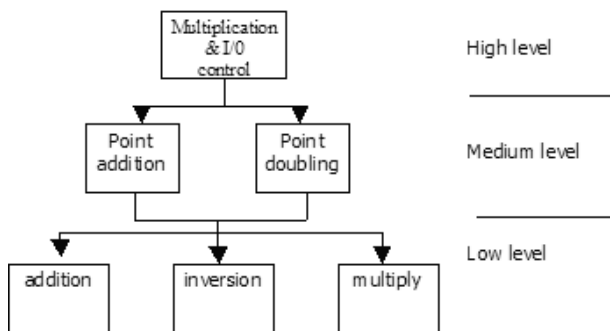 Multiplication
& I/0
control
High level
Point
addition
Point
doubling
Medium level
addition
inversion
multiply
Low level